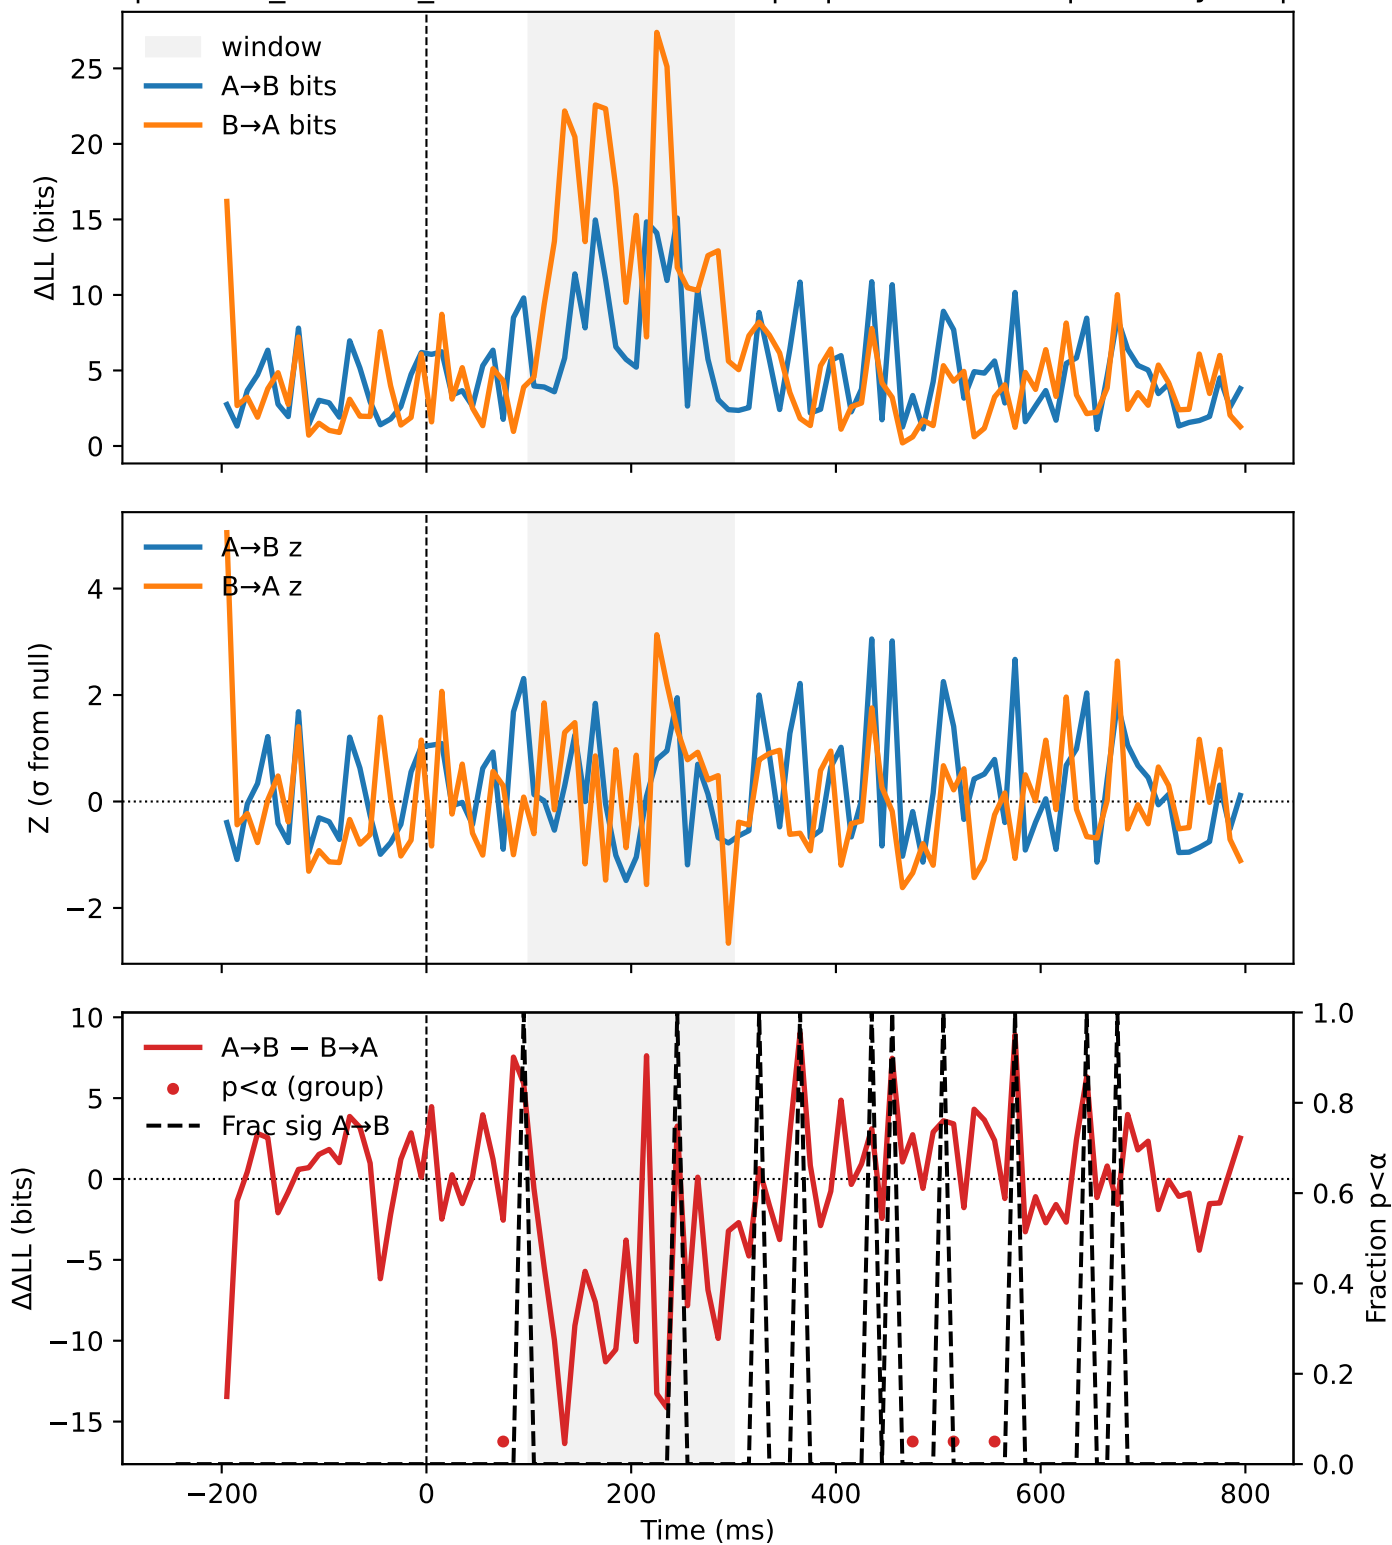 window
A→B bits
B→A bits
ΔLL (bits)
25
20
15
10
5
0
A→B z
B→A z
Z (σ from null)
4
2
0
−2
A→B − B→A
p<α (group)
Frac sig A→B
ΔΔLL (bits)
10
5
0
−5
−10
−15
1.0
0.8
0.6
0.4
0.2
0.0
Fraction p<α
−200
0
200
400
600
800
Time (ms)